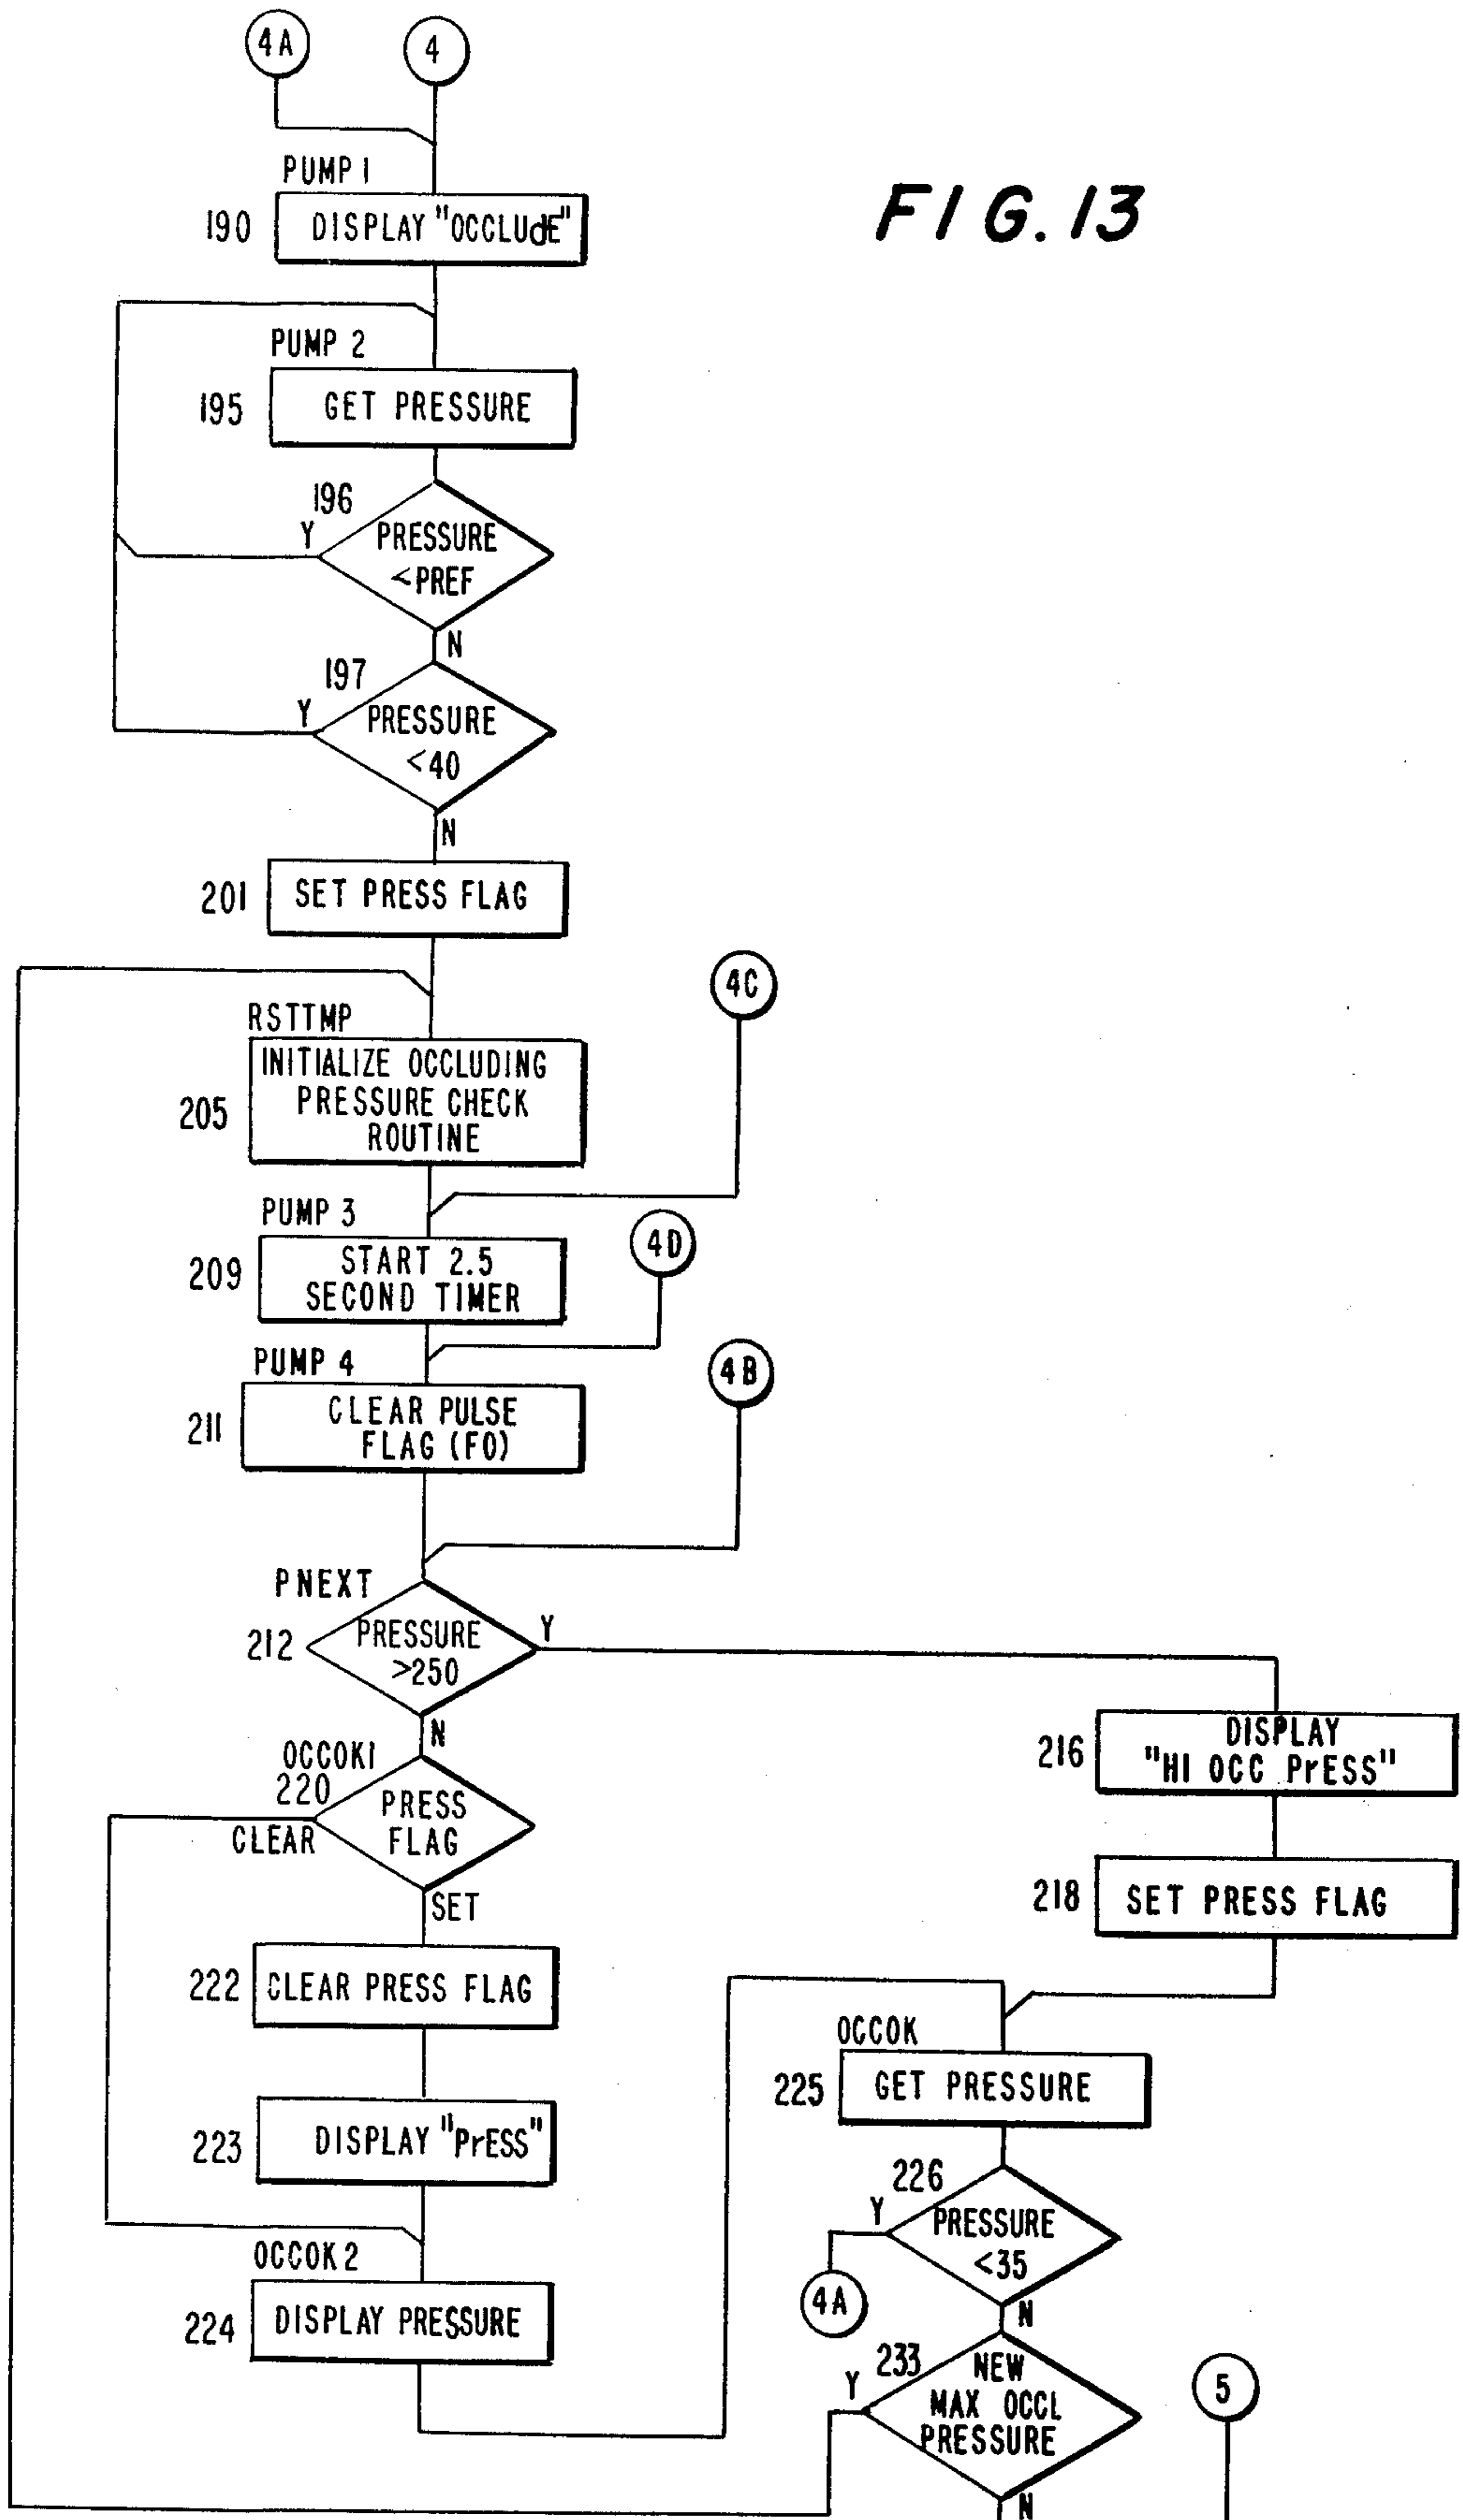 4A
4
FIG. 13
PUMP 1
190
DISPLAY "OCCLUdE"
PUMP 2
195
GET PRESSURE
196
Y
PRESSURE
<PREF
N
197
Y
PRESSURE
<40
N
201
SET PRESS FLAG
4C
RSTTMP
205
INITIALIZE OCCLUDING
PRESSURE CHECK
ROUTINE
PUMP 3
209
START 2.5
SECOND TIMER
4D
PUMP 4
211
CLEAR PULSE
FLAG (F0)
4B
PNEXT
212
PRESSURE
>250
Y
N
216
DISPLAY
"HI OCC PrESS"
218
SET PRESS FLAG
OCCOK1
220
PRESS
FLAG
CLEAR
SET
222
CLEAR PRESS FLAG
223
DISPLAY "PrESS"
OCCOK2
224
DISPLAY PRESSURE
OCCOK
225
GET PRESSURE
226
Y
PRESSURE
<35
4A
N
233
Y
NEW
MAX OCCL
PRESSURE
N
5